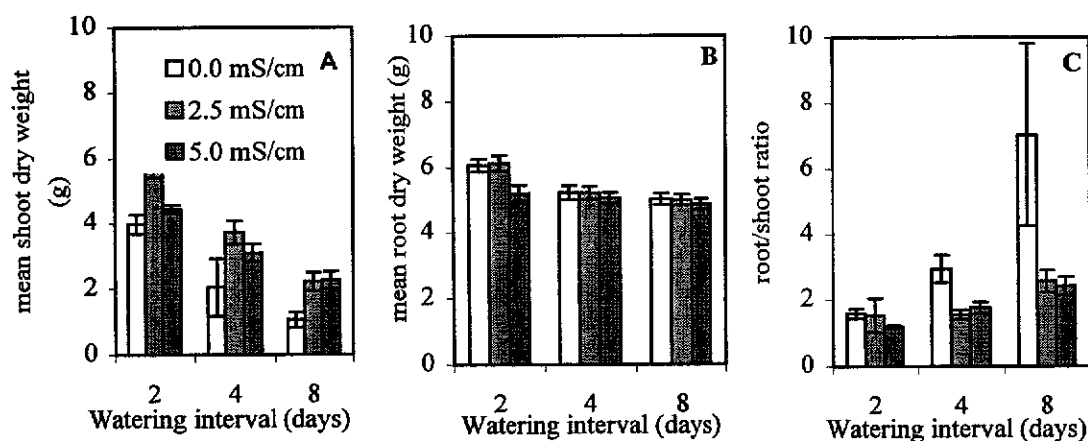 mean shoot dry weight
(g)
10
8
6
4
2
0
A
0.0 mS/cm
2.5 mS/cm
5.0 mS/cm
2 4 8
Watering interval (days)
mean root dry weight (g)
10
8
6
4
2
0
B
2 4 8
Watering interval (days)
root/shoot ratio
10
8
6
4
2
0
C
2 4 8
Watering interval (days)